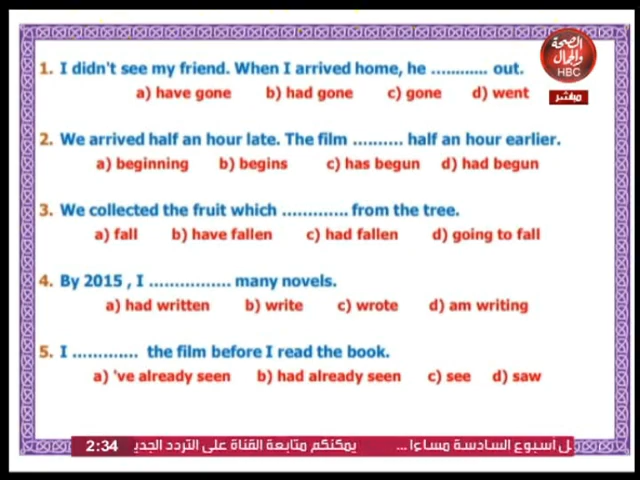 1. I didn't see my friend. When I arrived home, he ............ out.
a) have gone b) had gone c) gone d) went
2. We arrived half an hour late. The film .......... half an hour earlier.
a) beginning b) begins c) has begun d) had begun
3. We collected the fruit which ............. from the tree.
a) fall b) have fallen c) had fallen d) going to fall
4. By 2015 , I ................ many novels.
a) had written b) write c) wrote d) am writing
5. I ............. the film before I read the book.
a) 've already seen b) had already seen c) see d) saw
الصحة
والجمال
HBC
مباشر
2:34 يمكنكم متابعة القناة على التردد الجدي ل أسبوع السادسة مساءا ...